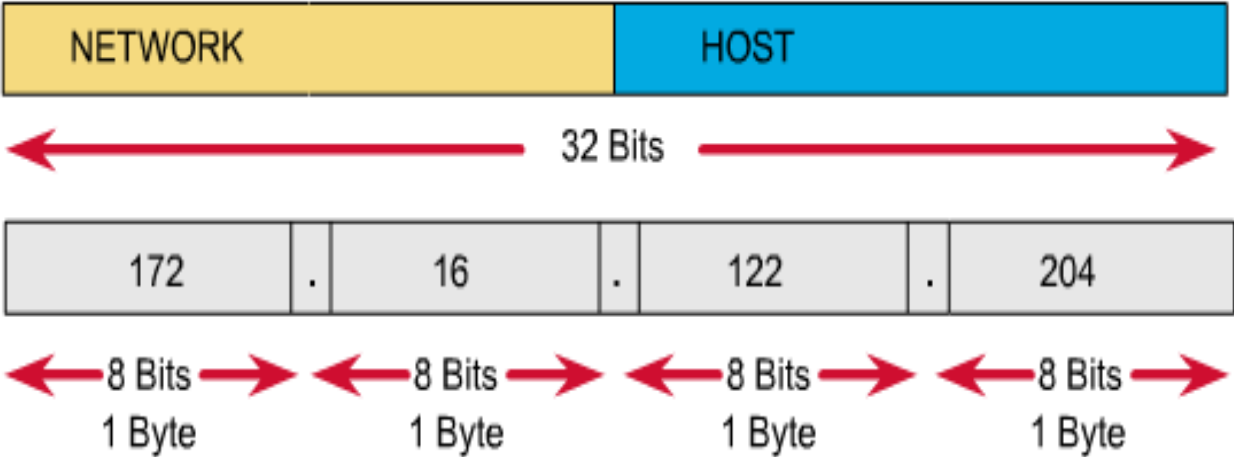 NETWORK HOST
32 Bits
172 . 16 . 122 . 204
8 Bits 8 Bits 8 Bits 8 Bits
1 Byte 1 Byte 1 Byte 1 Byte